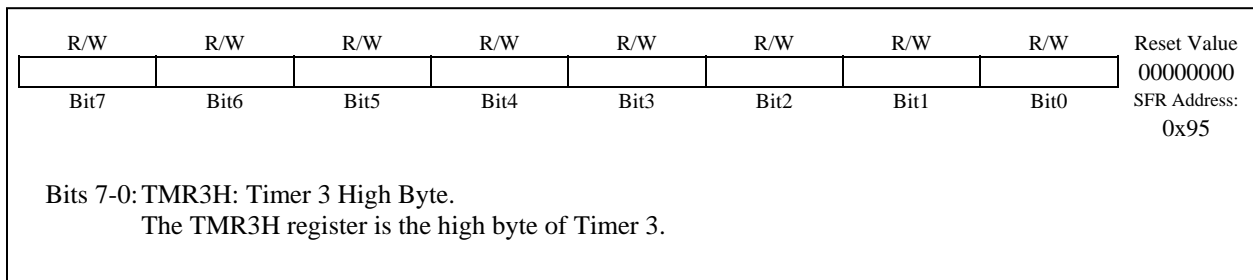 R/W R/W R/W R/W R/W R/W R/W R/W Reset Value
00000000
Bit7 Bit6 Bit5 Bit4 Bit3 Bit2 Bit1 Bit0 SFR Address:
0x95
Bits 7-0: TMR3H: Timer 3 High Byte.
The TMR3H register is the high byte of Timer 3.